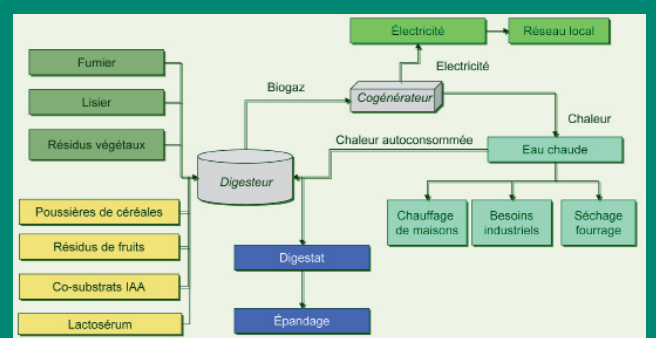 Électricité
Réseau local
Fumier
Electricité
Biogaz
Cogénérateur
Lisier
Chaleur
Résidus végétaux
Chaleur autoconsommée
Eau chaude
Digesteur
Poussières de céréales
Chauffage
de maisons
Besoins
industriels
Séchage
fourrage
Résidus de fruits
Digestat
Co-substrats IAA
Lactosérum
Épandage